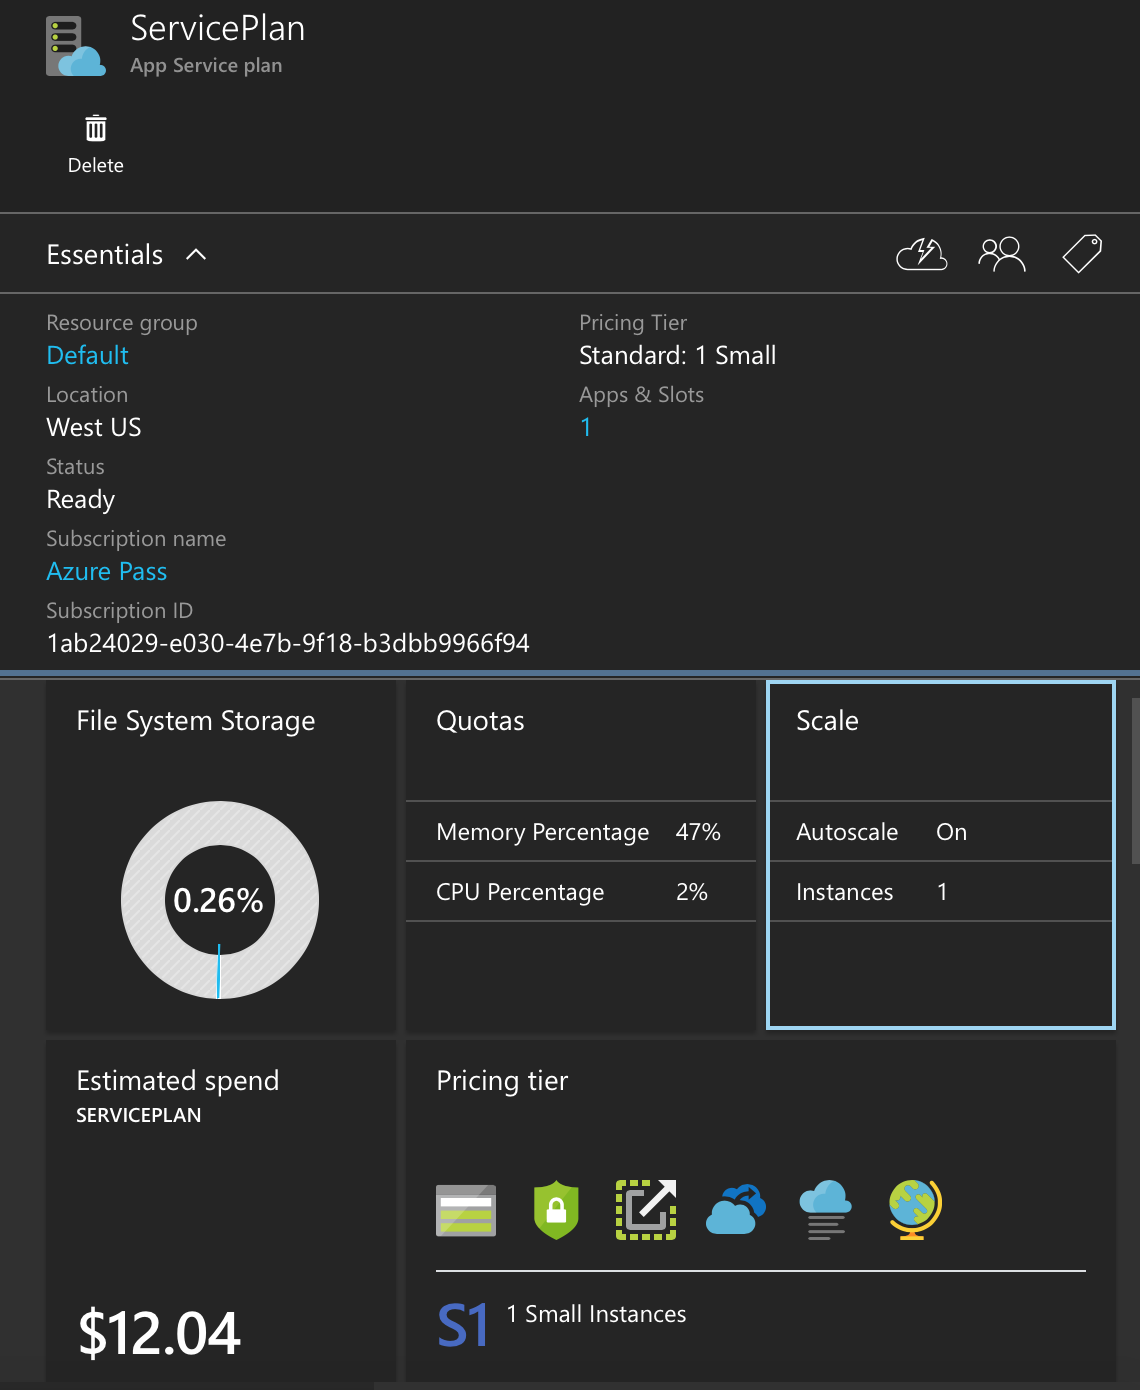 ServicePlan
App Service plan
Delete
Essentials
Resource group
Default
Location
West US
Status
Ready
Subscription name
Azure Pass
Subscription ID
1ab24029-e030-4e7b-9f18-b3dbb9966f94
Pricing Tier
Standard: 1 Small
Apps & Slots
1
File System Storage
0.26%
Quotas
Memory Percentage 47%
CPU Percentage 2%
Scale
Autoscale On
Instances 1
Estimated spend
SERVICEPLAN
$12.04
Pricing tier
S1 1 Small Instances